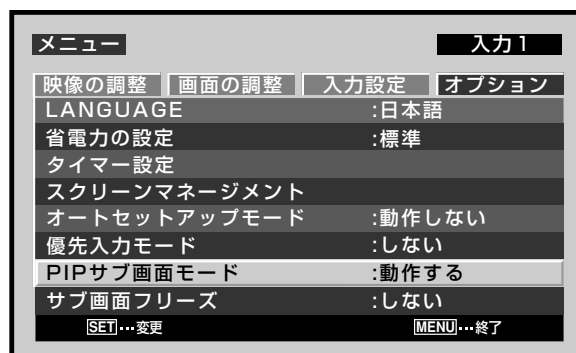 メニュー 入力1
映像の調整 画面の調整 入力設定 オプション
LANGUAGE :日本語
省電力の設定 :標準
タイマー設定
スクリーンマネージメント
オートセットアップモード :動作しない
優先入力モード :しない
PIPサブ画面モード :動作する
サブ画面フリーズ :しない
SET…変更 MENU…終了